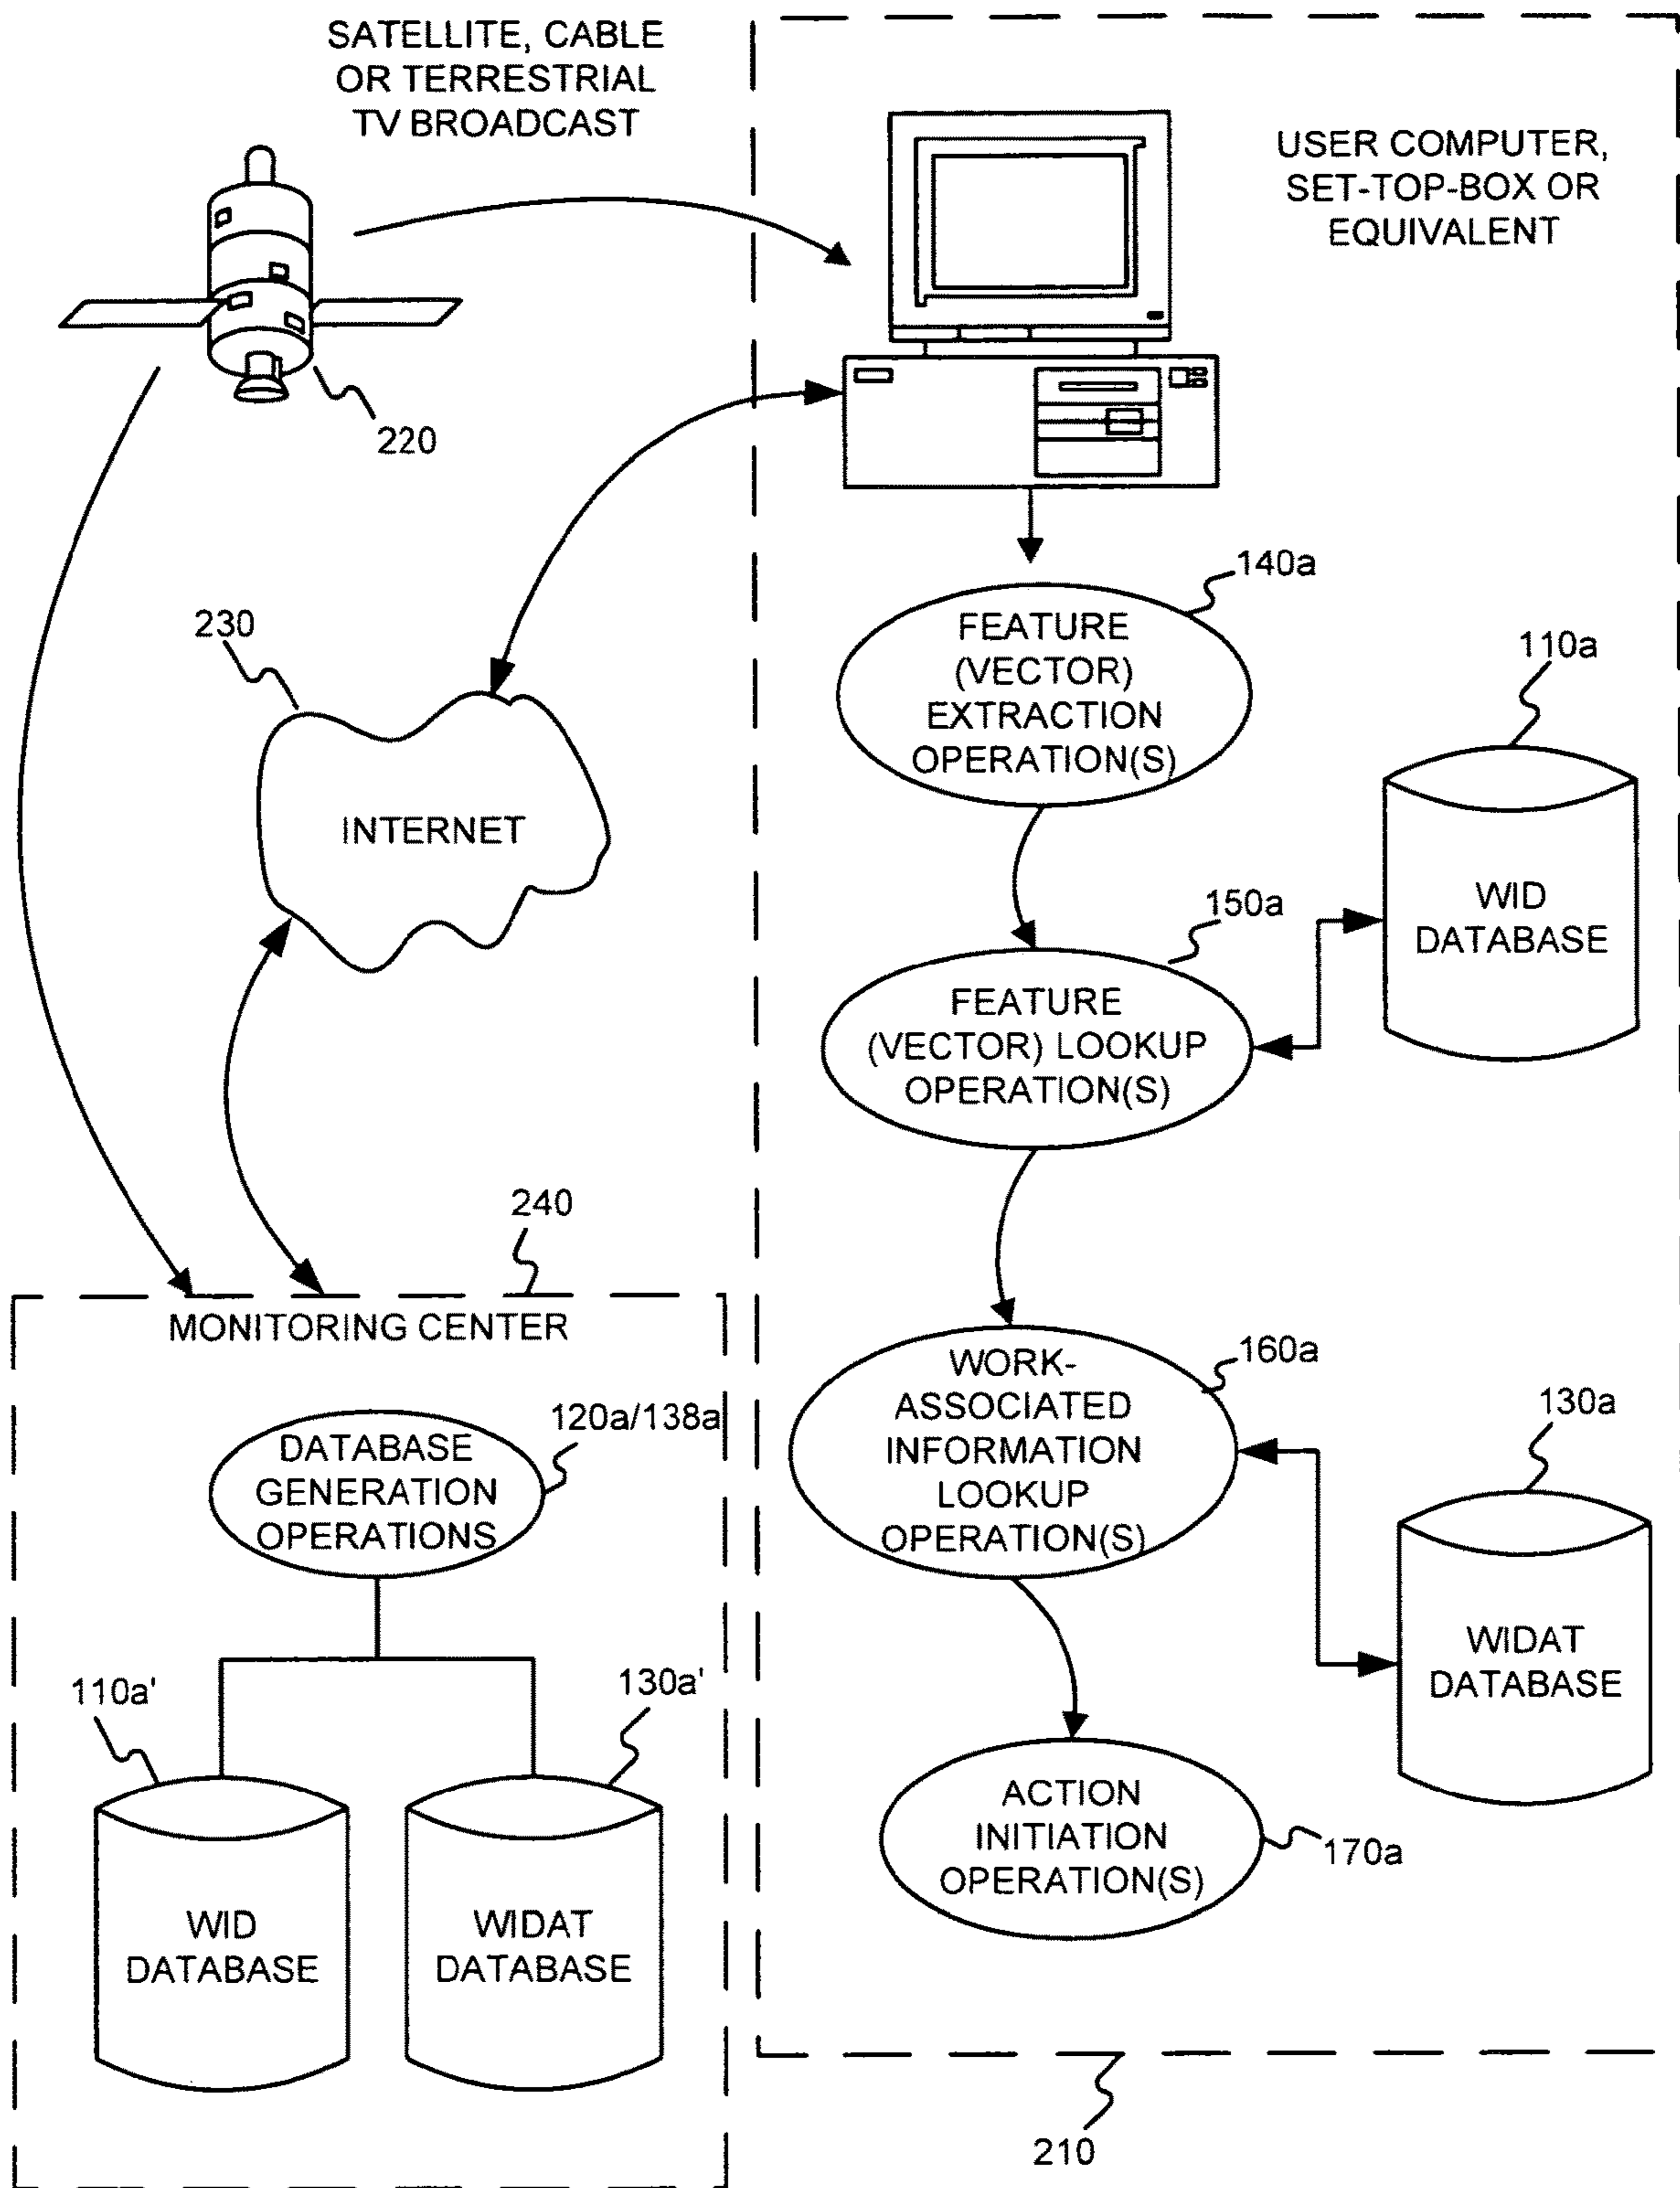 SATELLITE, CABLE
OR TERRESTRIAL
TV BROADCAST
USER COMPUTER,
SET-TOP-BOX OR
EQUIVALENT
220
140a
FEATURE
(VECTOR)
EXTRACTION
OPERATION(S)
230
INTERNET
110a
WID
DATABASE
150a
FEATURE
(VECTOR) LOOKUP
OPERATION(S)
240
MONITORING CENTER
160a
WORK-
ASSOCIATED
INFORMATION
LOOKUP
OPERATION(S)
130a
WIDAT
DATABASE
120a/138a
DATABASE
GENERATION
OPERATIONS
110a'
130a'
WID
DATABASE
WIDAT
DATABASE
ACTION
INITIATION
OPERATION(S)
170a
210